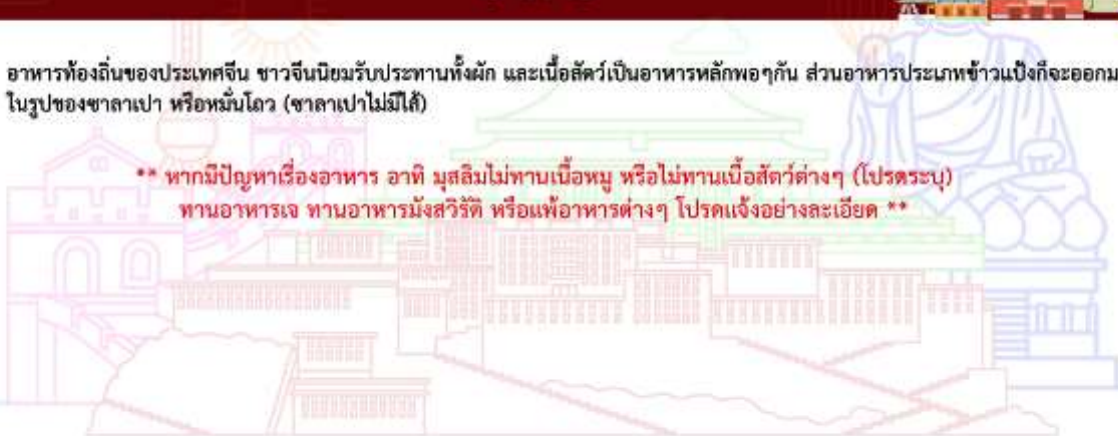 อาหารท้องถิ่นของประเทศจีน ชาวจีนนิยมรับประทานทั้งผัก และเนื้อสัตว์เป็นอาหารหลักพอๆกัน ส่วนอาหารประเภทข้าวแป้งก็จะออกม
ในรูปของซาลาเปา หรือหมั่นโถว (ซาลาเปาไม่มีไส้)
** หากมีปัญหาเรื่องอาหาร อาทิ มุสลิมไม่ทานเนื้อหมู หรือไม่ทานเนื้อสัตว์ต่างๆ (โปรดระบุ)
ทานอาหารเจ ทานอาหารมังสวิรัติ หรือแพ้อาหารต่างๆ โปรดแจ้งอย่างละเอียด **